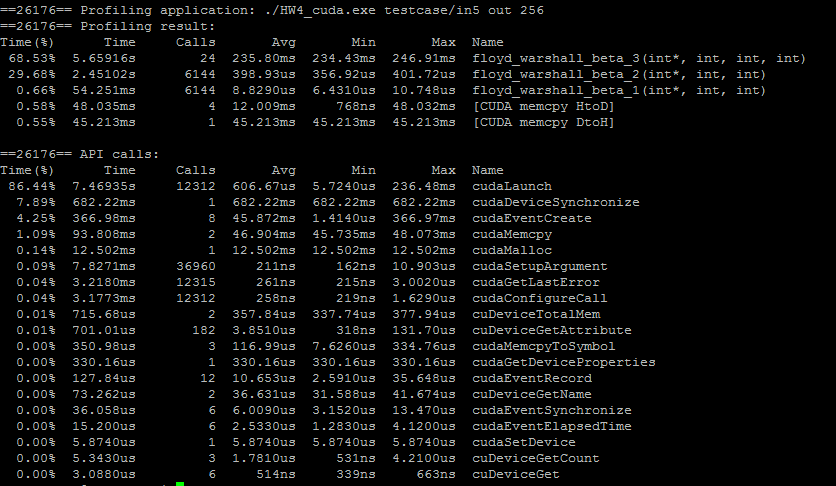 ==26176== Profiling application: ./HW4_cuda.exe testcase/in5 out 256
==26176== Profiling result:
Time(%) Time Calls Avg Min Max Name
68.53% 5.65916s 24 235.80ms 234.43ms 246.91ms floyd_warshall_beta_3(int*, int, int, int)
29.68% 2.45102s 6144 398.93us 356.92us 401.72us floyd_warshall_beta_2(int*, int, int)
0.66% 54.251ms 6144 8.8290us 6.4310us 10.748us floyd_warshall_beta_1(int*, int, int)
0.58% 48.035ms 4 12.009ms 768ns 48.032ms [CUDA memcpy HtoD]
0.55% 45.213ms 1 45.213ms 45.213ms 45.213ms [CUDA memcpy DtoH]
==26176== API calls:
Time(%) Time Calls Avg Min Max Name
86.44% 7.46935s 12312 606.67us 5.7240us 236.48ms cudaLaunch
7.89% 682.22ms 1 682.22ms 682.22ms 682.22ms cudaDeviceSynchronize
4.25% 366.98ms 8 45.872ms 1.4140us 366.97ms cudaEventCreate
1.09% 93.808ms 2 46.904ms 45.735ms 48.073ms cudaMemcpy
0.14% 12.502ms 1 12.502ms 12.502ms 12.502ms cudaMalloc
0.09% 7.8271ms 36960 211ns 162ns 10.903us cudaSetupArgument
0.04% 3.2180ms 12315 261ns 215ns 3.0020us cudaGetLastError
0.04% 3.1773ms 12312 258ns 219ns 1.6290us cudaConfigureCall
0.01% 715.68us 2 357.84us 337.74us 377.94us cuDeviceTotalMem
0.01% 701.01us 182 3.8510us 318ns 131.70us cuDeviceGetAttribute
0.00% 350.98us 3 116.99us 7.6260us 334.76us cudaMemcpyToSymbol
0.00% 330.16us 1 330.16us 330.16us 330.16us cudaGetDeviceProperties
0.00% 127.84us 12 10.653us 2.5910us 35.648us cudaEventRecord
0.00% 73.262us 2 36.631us 31.588us 41.674us cuDeviceGetName
0.00% 36.058us 6 6.0090us 3.1520us 13.470us cudaEventSynchronize
0.00% 15.200us 6 2.5330us 1.2830us 4.1200us cudaEventElapsedTime
0.00% 5.8740us 1 5.8740us 5.8740us 5.8740us cudaSetDevice
0.00% 5.3430us 3 1.7810us 531ns 4.2100us cuDeviceGetCount
0.00% 3.0880us 6 514ns 339ns 663ns cuDeviceGet